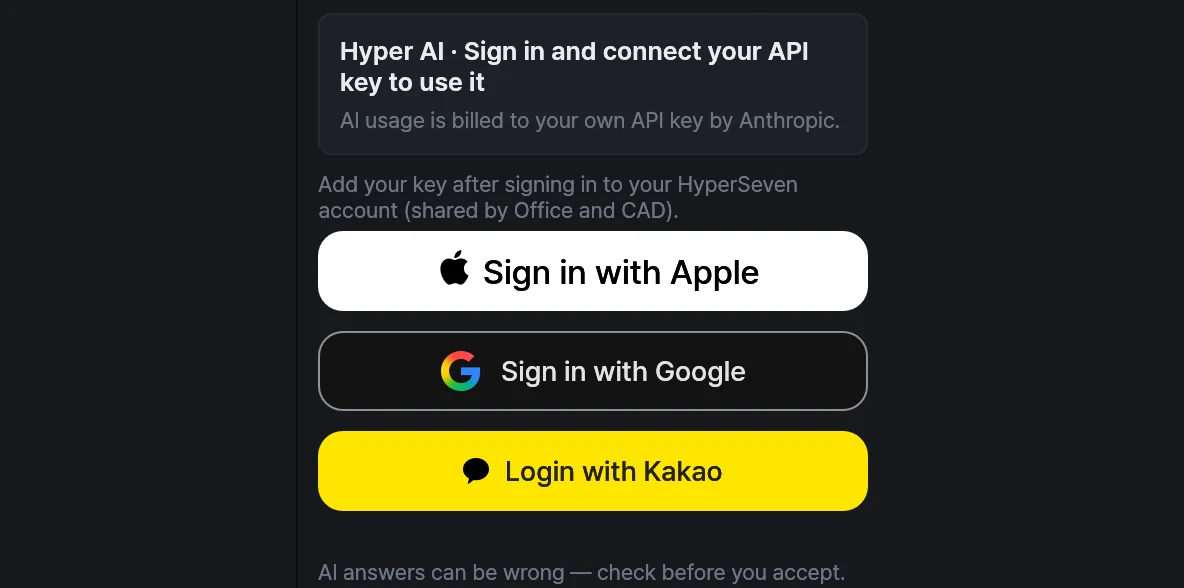 Hyper AI · Sign in and connect your API
key to use it
AI usage is billed to your own API key by Anthropic.
Add your key after signing in to your HyperSeven
account (shared by Office and CAD).
Sign in with Apple
Sign in with Google
Login with Kakao
AI answers can be wrong — check before you accept.